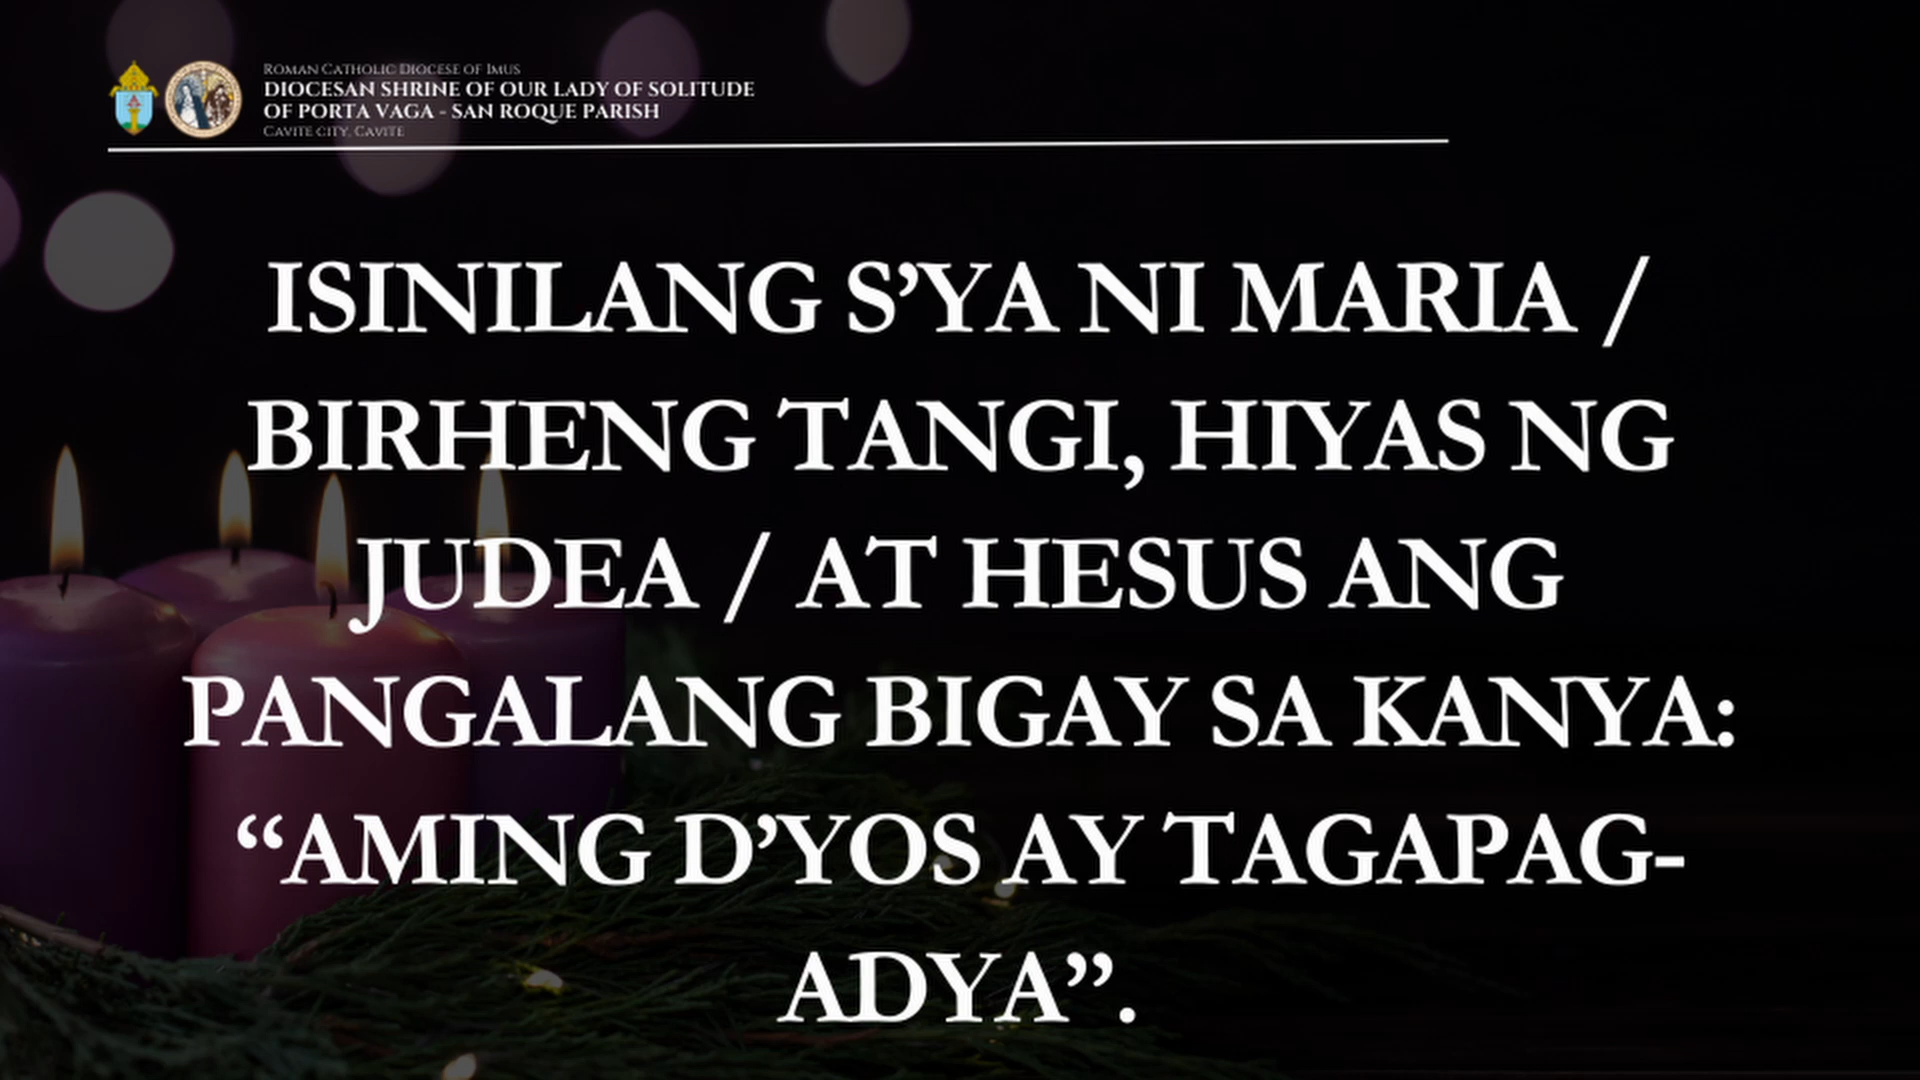 ROMAN CATHOLIC DIOCESE OF IMUS
DIOCESAN SHRINE OF OUR LADY OF SOLITUDE
OF PORTA VAGA - SAN ROQUE PARISH
CAVITE CITY, CAVITE
ISINILANG S’YA NI MARIA /
BIRHENG TANGI, HIYAS NG
JUDEA / AT HESUS ANG
PANGALANG BIGAY SA KANYA:
“AMING D’YOS AY TAGAPAG-
ADYA”.